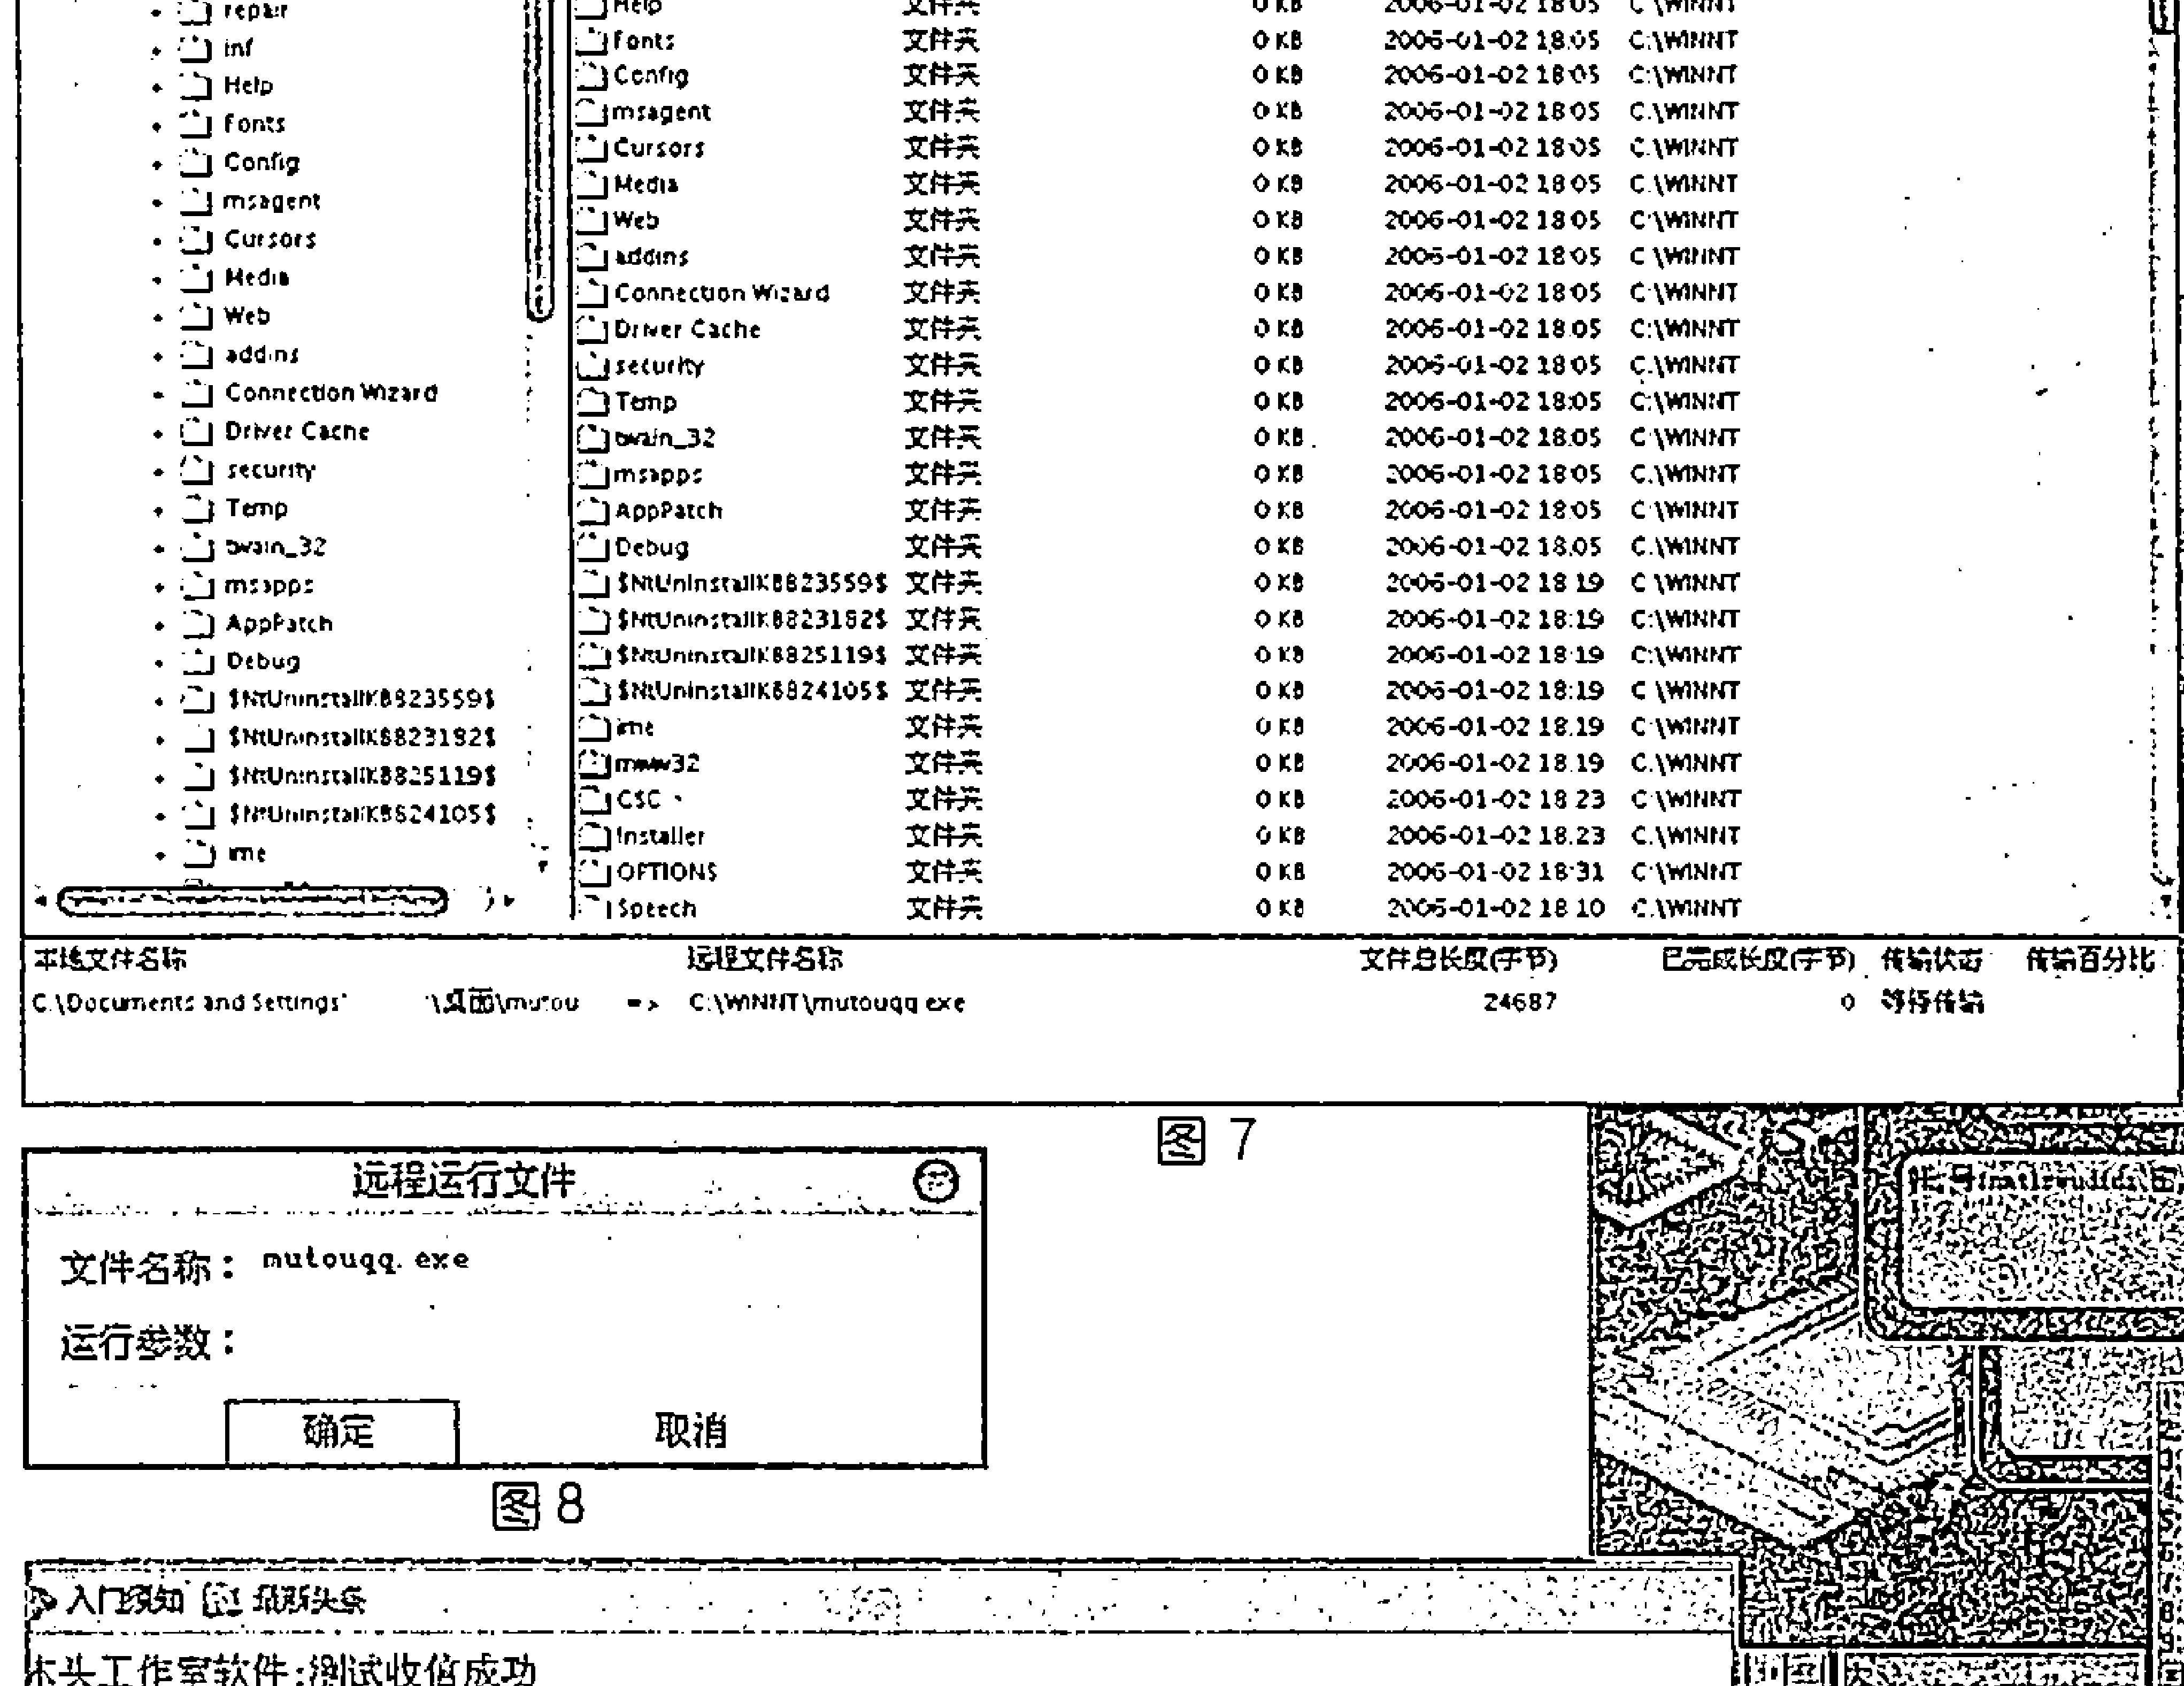 repair
inf
Help
Fonts
Config
msagent
Cursors
Media
Web
addins
Connection Wizard
Driver Cache
security
Temp
twain_32
msapps
AppPatch
Debug
$NtUninstallKB823559$
$NtUninstallKB823182$
$NtUninstallKB825119$
$NtUninstallKB824105$
ime
Help 文件夹 0 KB 2006-01-02 18:05 C:\WINNT
Fonts 文件夹 0 KB 2006-01-02 18:05 C:\WINNT
Config 文件夹 0 KB 2006-01-02 18:05 C:\WINNT
msagent 文件夹 0 KB 2006-01-02 18:05 C:\WINNT
Cursors 文件夹 0 KB 2006-01-02 18:05 C:\WINNT
Media 文件夹 0 KB 2006-01-02 18:05 C:\WINNT
Web 文件夹 0 KB 2006-01-02 18:05 C:\WINNT
addins 文件夹 0 KB 2006-01-02 18:05 C:\WINNT
Connection Wizard 文件夹 0 KB 2006-01-02 18:05 C:\WINNT
Driver Cache 文件夹 0 KB 2006-01-02 18:05 C:\WINNT
security 文件夹 0 KB 2006-01-02 18:05 C:\WINNT
Temp 文件夹 0 KB 2006-01-02 18:05 C:\WINNT
twain_32 文件夹 0 KB 2006-01-02 18:05 C:\WINNT
msapps 文件夹 0 KB 2006-01-02 18:05 C:\WINNT
AppPatch 文件夹 0 KB 2006-01-02 18:05 C:\WINNT
Debug 文件夹 0 KB 2006-01-02 18:05 C:\WINNT
$NtUninstallKB823559$ 文件夹 0 KB 2006-01-02 18:19 C:\WINNT
$NtUninstallKB823182$ 文件夹 0 KB 2006-01-02 18:19 C:\WINNT
$NtUninstallKB825119$ 文件夹 0 KB 2006-01-02 18:19 C:\WINNT
$NtUninstallKB824105$ 文件夹 0 KB 2006-01-02 18:19 C:\WINNT
ime 文件夹 0 KB 2006-01-02 18:19 C:\WINNT
mww32 文件夹 0 KB 2006-01-02 18:19 C:\WINNT
CSC 文件夹 0 KB 2006-01-02 18:23 C:\WINNT
Installer 文件夹 0 KB 2006-01-02 18:23 C:\WINNT
OPTIONS 文件夹 0 KB 2006-01-02 18:31 C:\WINNT
Speech 文件夹 0 KB 2006-01-02 18:10 C:\WINNT
本地文件名称 远程文件名称 文件总长度(字节) 已完成长度(字节) 传输状态 传输百分比
C:\Documents and Settings\ \桌面\mutou => C:\WINNT\mutouqq.exe 24687 0 等待传输
图 7
远程运行文件
文件名称： mutouqq.exe
运行参数：
确定 取消
图 8
入门须知 最新头条
木头工作室软件:测试收信成功